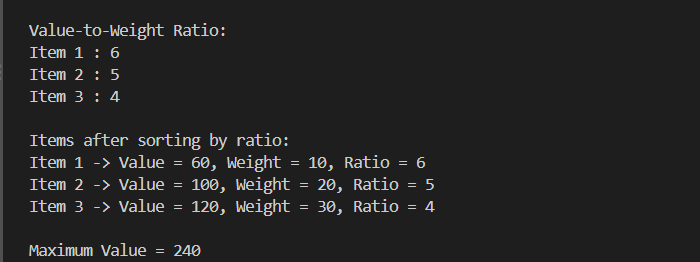 Value-to-Weight Ratio:
Item 1 : 6
Item 2 : 5
Item 3 : 4
Items after sorting by ratio:
Item 1 -> Value = 60, Weight = 10, Ratio = 6
Item 2 -> Value = 100, Weight = 20, Ratio = 5
Item 3 -> Value = 120, Weight = 30, Ratio = 4
Maximum Value = 240